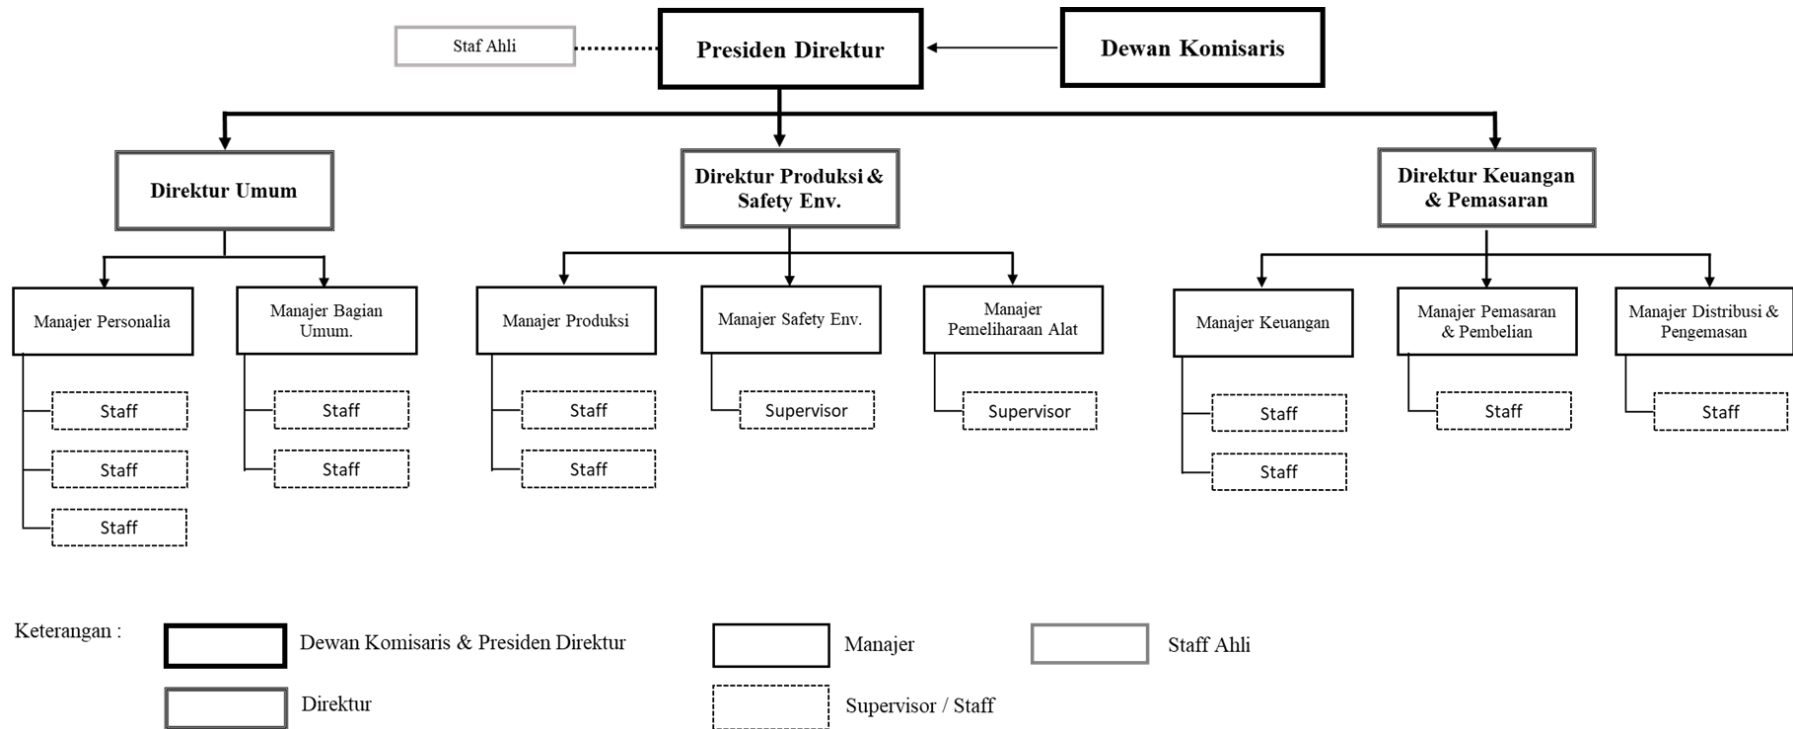 Staf Ahli
Presiden Direktur
Dewan Komisaris
Direktur Umum
Direktur Produksi &
Safety Env.
Direktur Keuangan
& Pemasaran
Manajer Personalia
Manajer Bagian
Umum.
Manajer Produksi
Manajer Safety Env.
Manajer
Pemeliharaan Alat
Manajer Keuangan
Manajer Pemasaran
& Pembelian
Manajer Distribusi &
Pengemasan
Staff
Staff
Staff
Supervisor
Supervisor
Staff
Staff
Staff
Staff
Staff
Staff
Staff
Staff
Keterangan :
Dewan Komisaris & Presiden Direktur
Manajer
Staff Ahli
Direktur
Supervisor / Staff